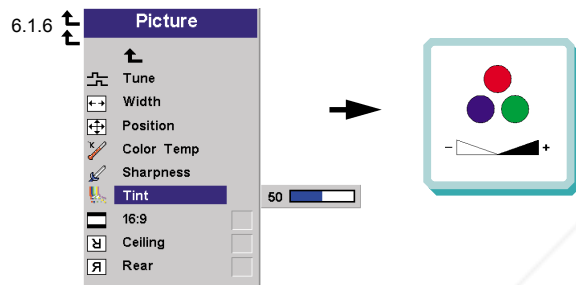 6.1.6
Picture
Tune
Width
Position
K
Color Temp
Sharpness
Tint
50
- +
16:9
R Ceiling
Я Rear